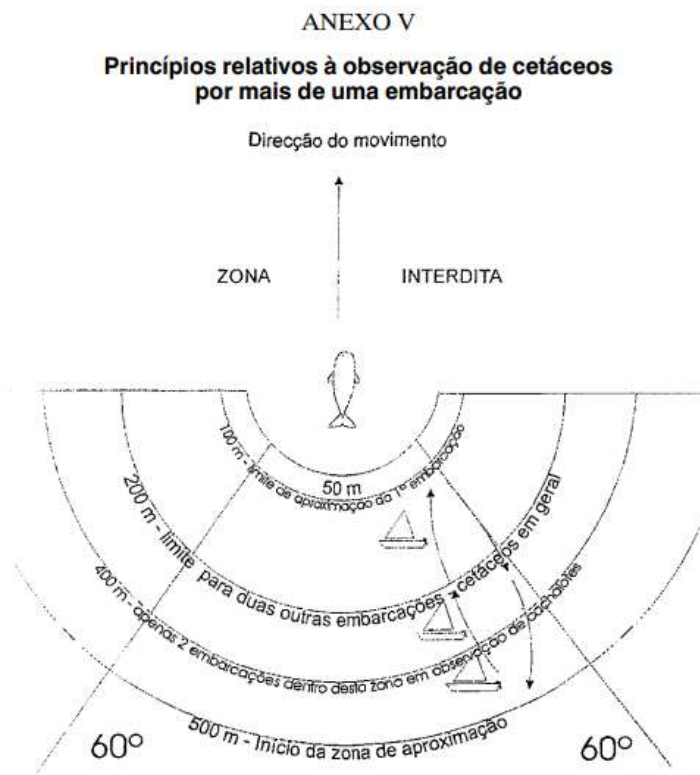 ANEXO V
Princípios relativos à observação de cetáceos
por mais de uma embarcação
Direcção do movimento
ZONA INTERDITA
100 m - limite de aproximação da 1ª embarcação
50 m
200 m - limite para duas outras embarcações - cetáceos em geral
400 m - apenas 2 embarcações dentro desta zona em observação de cachalotes
500 m - Início da zona de aproximação
60º 60º